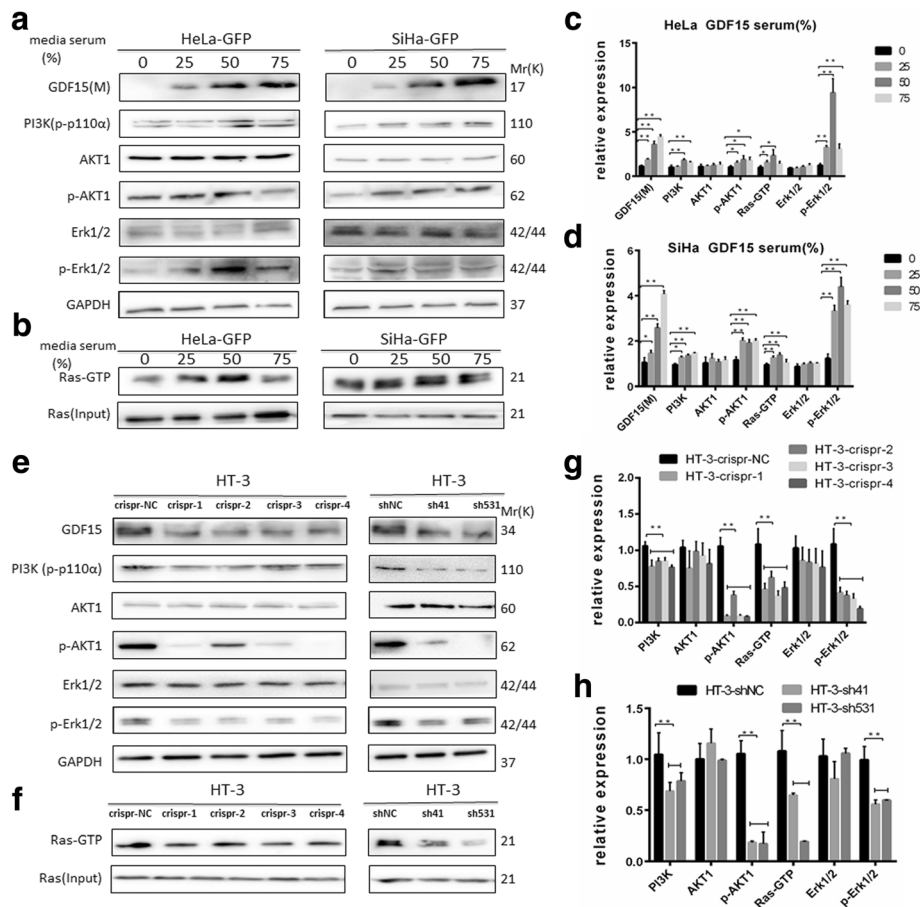 a
media serum
(%)
HeLa-GFP
SiHa-GFP
0 25 50 75
0 25 50 75
Mr(K)
GDF15(M)
17
PI3K(p-p110α)
110
AKT1
60
p-AKT1
62
Erk1/2
42/44
p-Erk1/2
42/44
GAPDH
37
b
media serum
(%)
HeLa-GFP
SiHa-GFP
0 25 50 75
0 25 50 75
Ras-GTP
21
Ras(Input)
21
c
HeLa GDF15 serum(%)
relative expression
15
10
5
0
0
25
50
75
** ** ** ** ** * * * * * ** ** **
GDF15(M) PI3K AKT1 p-AKT1 Ras-GTP Erk1/2 p-Erk1/2
d
SiHa GDF15 serum(%)
relative expression
6
4
2
0
0
25
50
75
GDF15(M) PI3K AKT1 p-AKT1 Ras-GTP Erk1/2 p-Erk1/2
e
HT-3
HT-3
crispr-NC crispr-1 crispr-2 crispr-3 crispr-4
shNC sh41 sh531
Mr(K)
GDF15
34
PI3K (p-p110α)
110
AKT1
60
p-AKT1
62
Erk1/2
42/44
p-Erk1/2
42/44
GAPDH
37
f
HT-3
HT-3
crispr-NC crispr-1 crispr-2 crispr-3 crispr-4
shNC sh41 sh531
Ras-GTP
21
Ras(Input)
21
g
HT-3-crispr-NC
HT-3-crispr-1
HT-3-crispr-2
HT-3-crispr-3
HT-3-crispr-4
relative expression
1.5
1.0
0.5
0.0
** ** ** **
PI3K AKT1 p-AKT1 Ras-GTP Erk1/2 p-Erk1/2
h
HT-3-shNC
HT-3-sh41
HT-3-sh531
relative expression
1.5
1.0
0.5
0.0
** ** ** **
PI3K AKT1 p-AKT1 Ras-GTP Erk1/2 p-Erk1/2